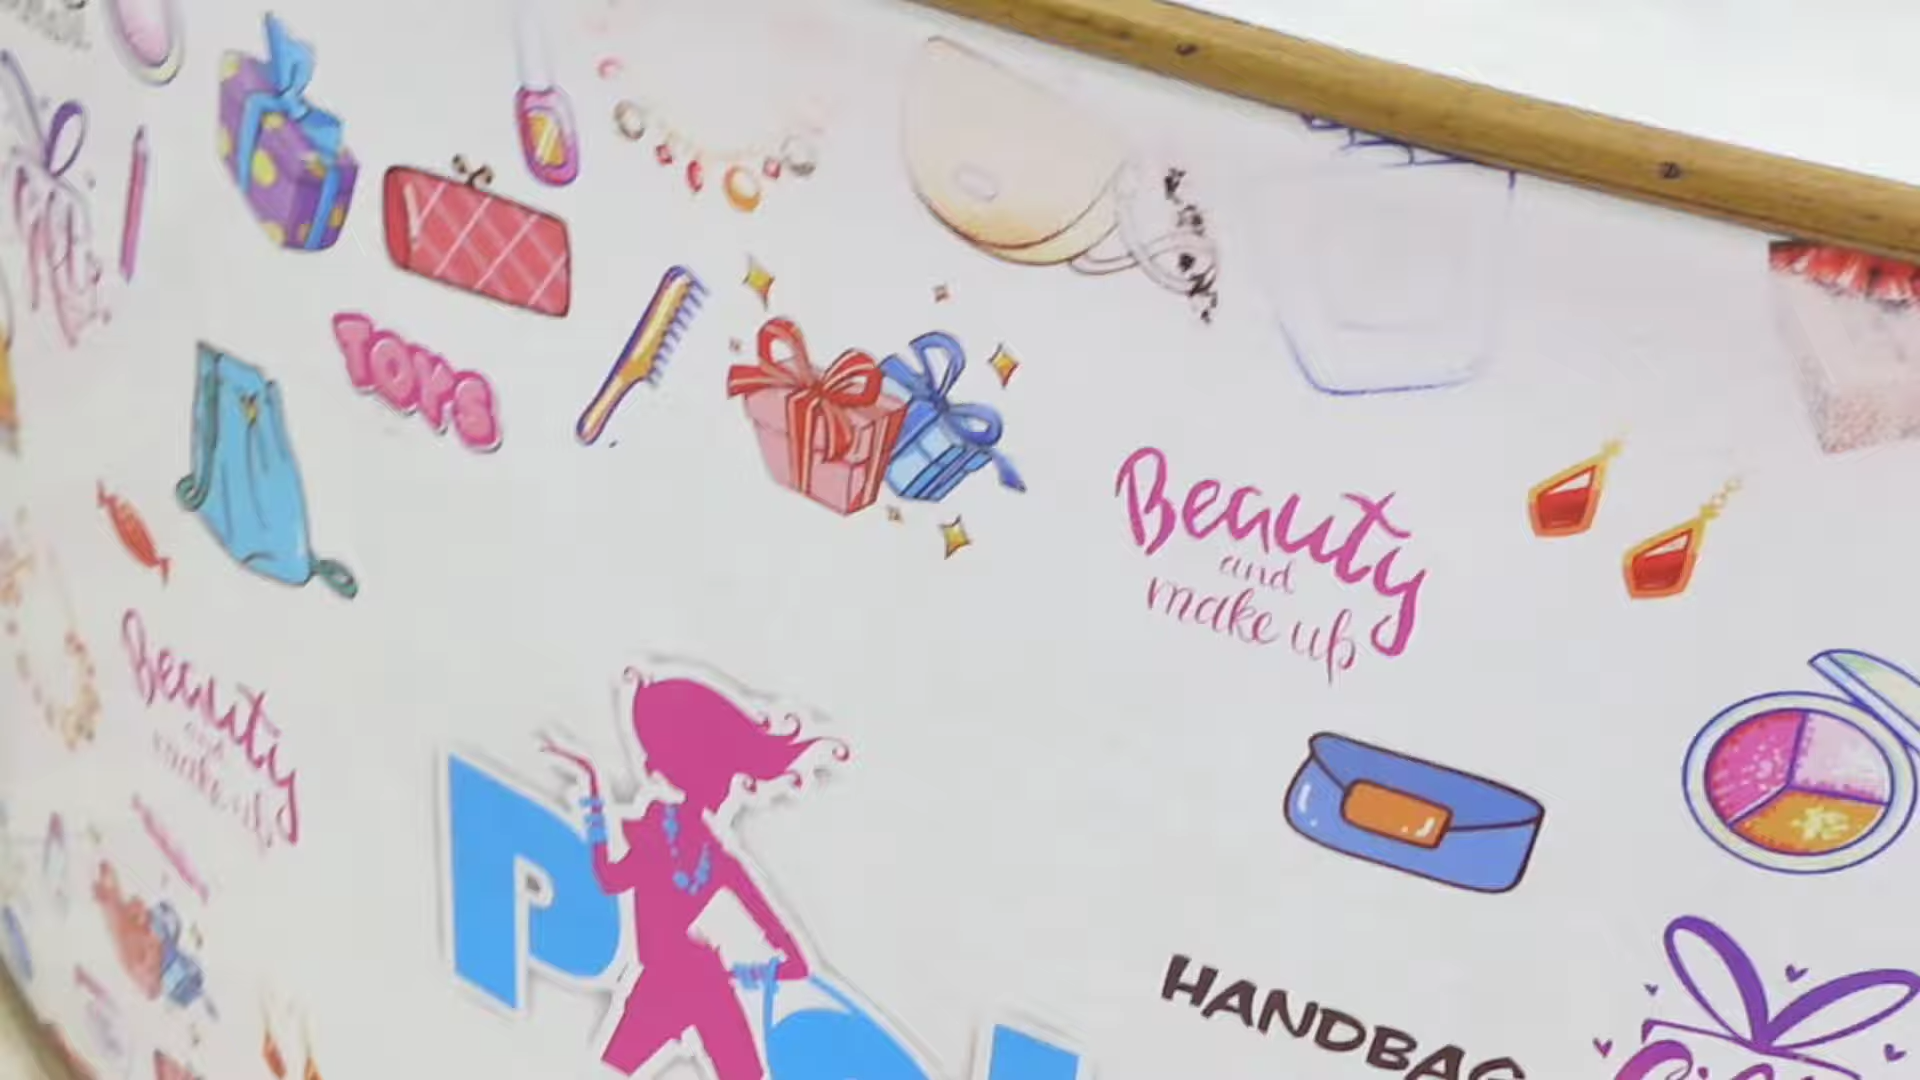 TOYS
Beauty
and
make up
Beauty
and
make up
P
HANDBAG